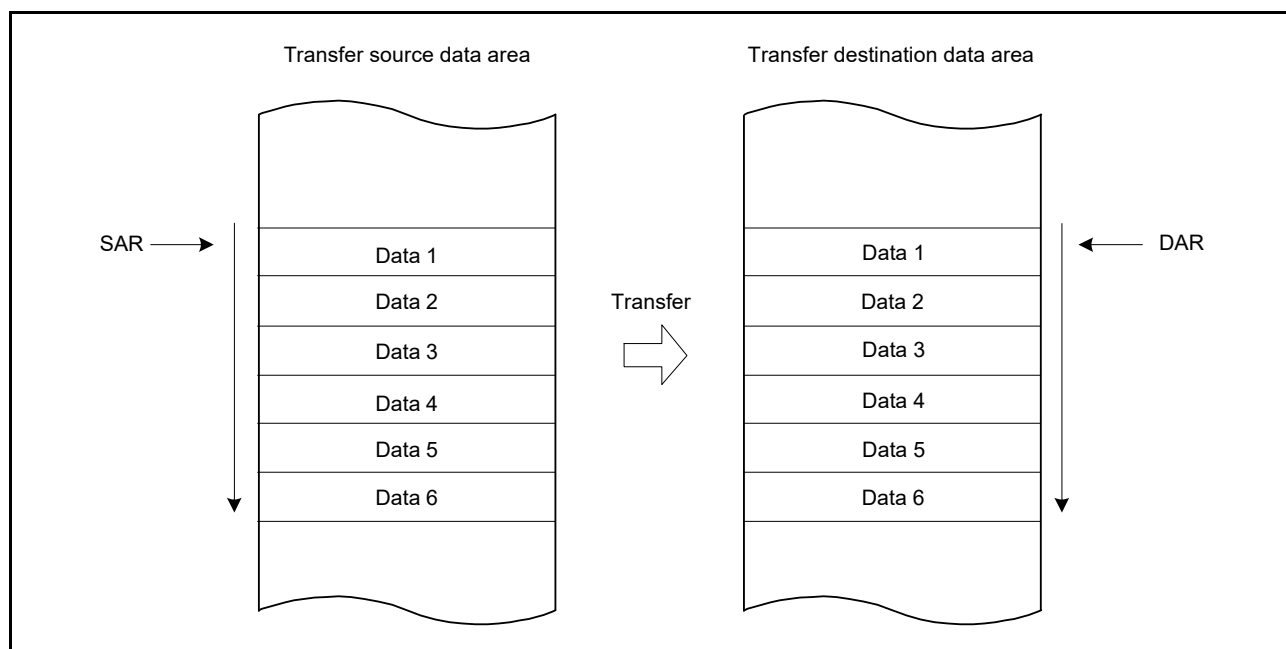 Transfer source data area
Transfer destination data area
SAR
Data 1
Data 2
Data 3
Data 4
Data 5
Data 6
Transfer
Data 1
Data 2
Data 3
Data 4
Data 5
Data 6
DAR